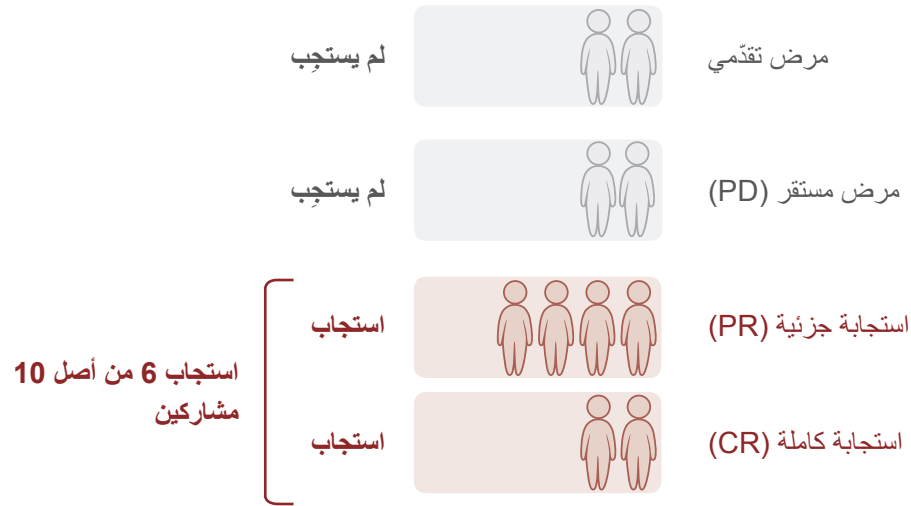 مرض تقدّمي
لم يستجِب
مرض مستقر (PD)
لم يستجِب
استجابة جزئية (PR)
استجاب
استجابة كاملة (CR)
استجاب
استجاب 6 من أصل 10
مشاركين